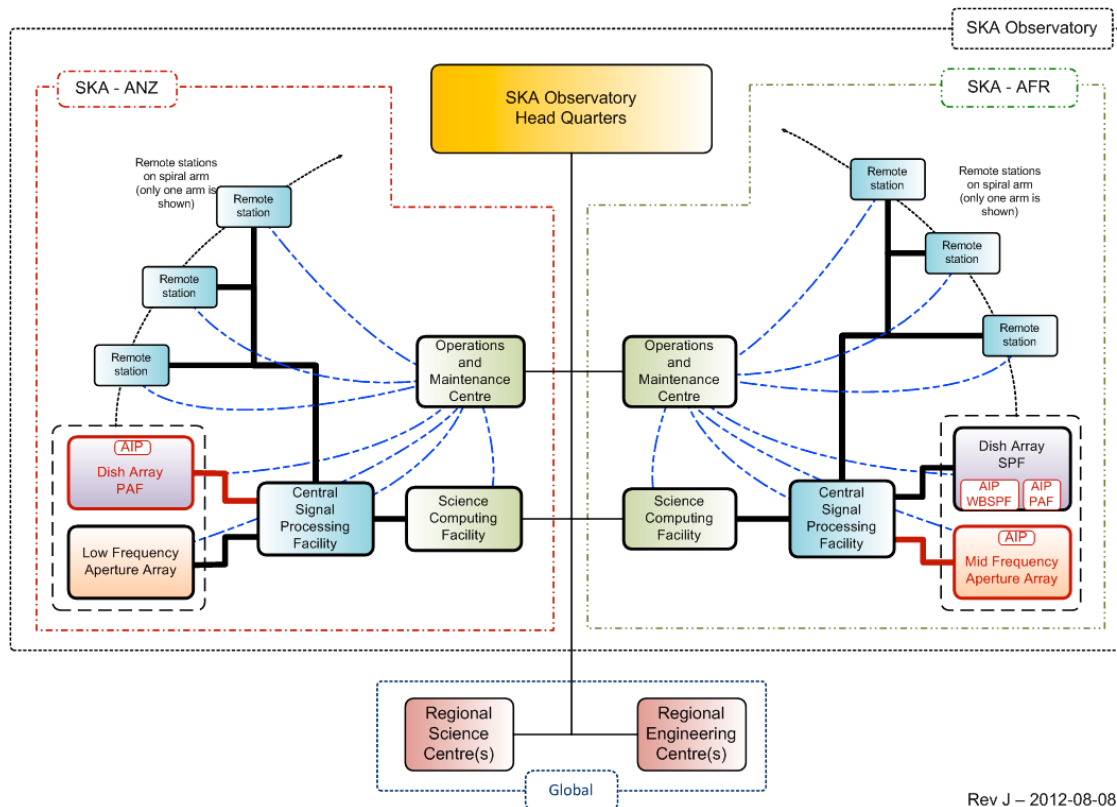 SKA Observatory
SKA - ANZ
SKA Observatory
Head Quarters
SKA - AFR
Remote stations
on spiral arm
(only one arm is
shown)
Remote
station
Remote
station
Remote
station
Remote
station
Remote stations
on spiral arm
(only one arm is
shown)
Remote
station
Remote
station
Operations
and
Maintenance
Centre
Operations
and
Maintenance
Centre
AIP
Dish Array
PAF
Low Frequency
Aperture Array
Central
Signal
Processing
Facility
Science
Computing
Facility
Science
Computing
Facility
Central
Signal
Processing
Facility
Dish Array
SPF
AIP
WBSPF
AIP
PAF
AIP
Mid Frequency
Aperture Array
Regional
Science
Centre(s)
Regional
Engineering
Centre(s)
Global
Rev J – 2012-08-08